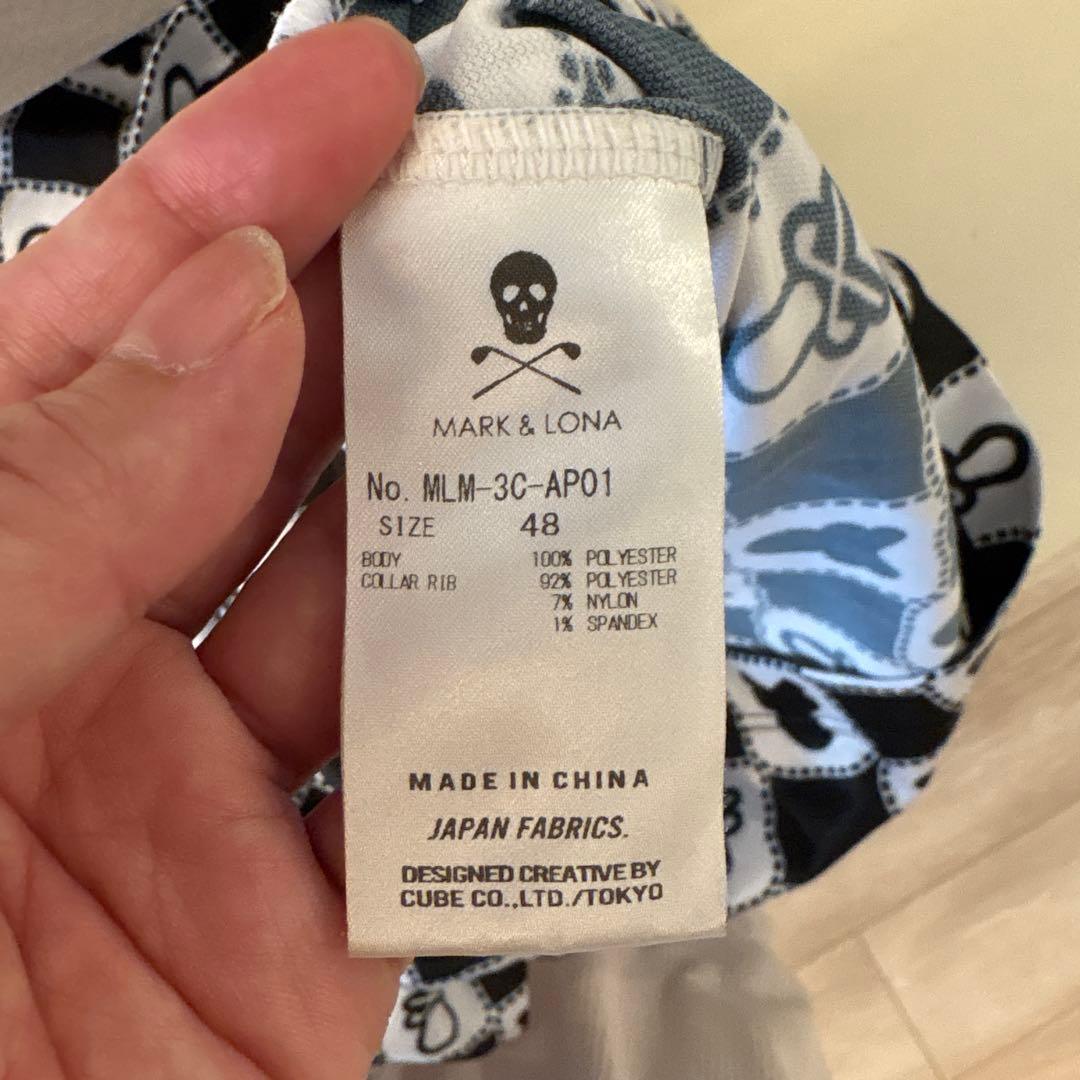 MARK & LONA
No. MLM-3C-AP01
SIZE 48
BODY 100% POLYESTER
COLLAR RIB 92% POLYESTER
7% NYLON
1% SPANDEX
MADE IN CHINA
JAPAN FABRICS.
DESIGNED CREATIVE BY
CUBE CO.,LTD./TOKYO